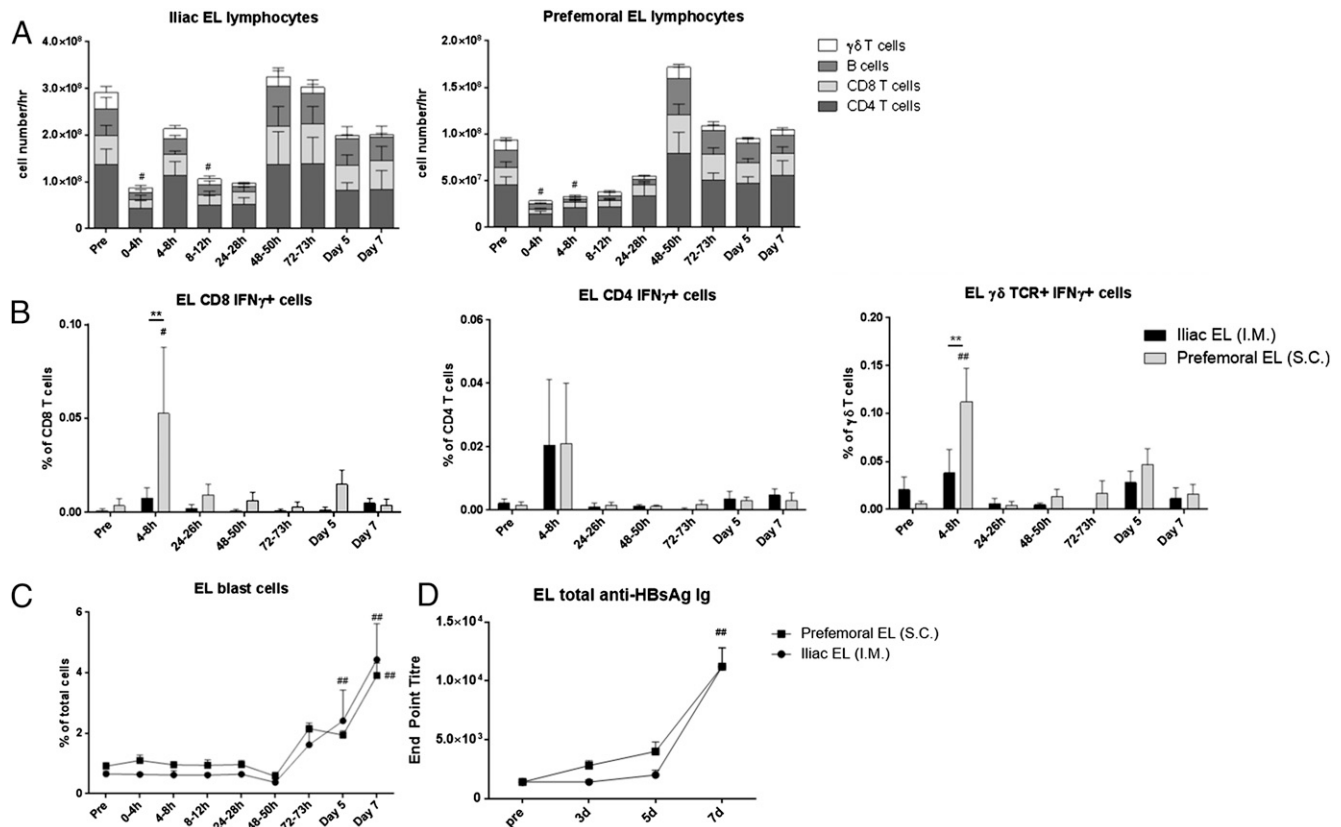 A
Iliac EL lymphocytes
cell number/hr
4.0×10⁸
3.0×10⁸
2.0×10⁸
1.0×10⁸
0
Pre
0-4h
4-8h
8-12h
24-28h
48-50h
72-73h
Day 5
Day 7
#
#
Prefemoral EL lymphocytes
cell number/hr
2.0×10⁸
1.5×10⁸
1.0×10⁸
5.0×10⁷
0
Pre
0-4h
4-8h
8-12h
24-28h
48-50h
72-73h
Day 5
Day 7
#
#
γδ T cells
B cells
CD8 T cells
CD4 T cells
B
EL CD8 IFNγ+ cells
% of CD8 T cells
0.10
0.05
0.00
Pre
4-8h
24-26h
48-50h
72-73h
Day 5
Day 7
**
#
EL CD4 IFNγ+ cells
% of CD4 T cells
0.06
0.04
0.02
0.00
Pre
4-8h
24-26h
48-50h
72-73h
Day 5
Day 7
EL γδ TCR+ IFNγ+ cells
% of γδ T cells
0.20
0.15
0.10
0.05
0.00
Pre
4-8h
24-26h
48-50h
72-73h
Day 5
Day 7
**
##
Iliac EL (I.M.)
Prefemoral EL (S.C.)
C
EL blast cells
% of total cells
6
4
2
0
Pre
0-4h
4-8h
8-12h
24-28h
48-50h
72-73h
Day 5
Day 7
##
##
##
D
EL total anti-HBsAg Ig
End Point Titre
1.5×10⁴
1.0×10⁴
5.0×10³
0
pre
3d
5d
7d
##
Prefemoral EL (S.C.)
Iliac EL (I.M.)